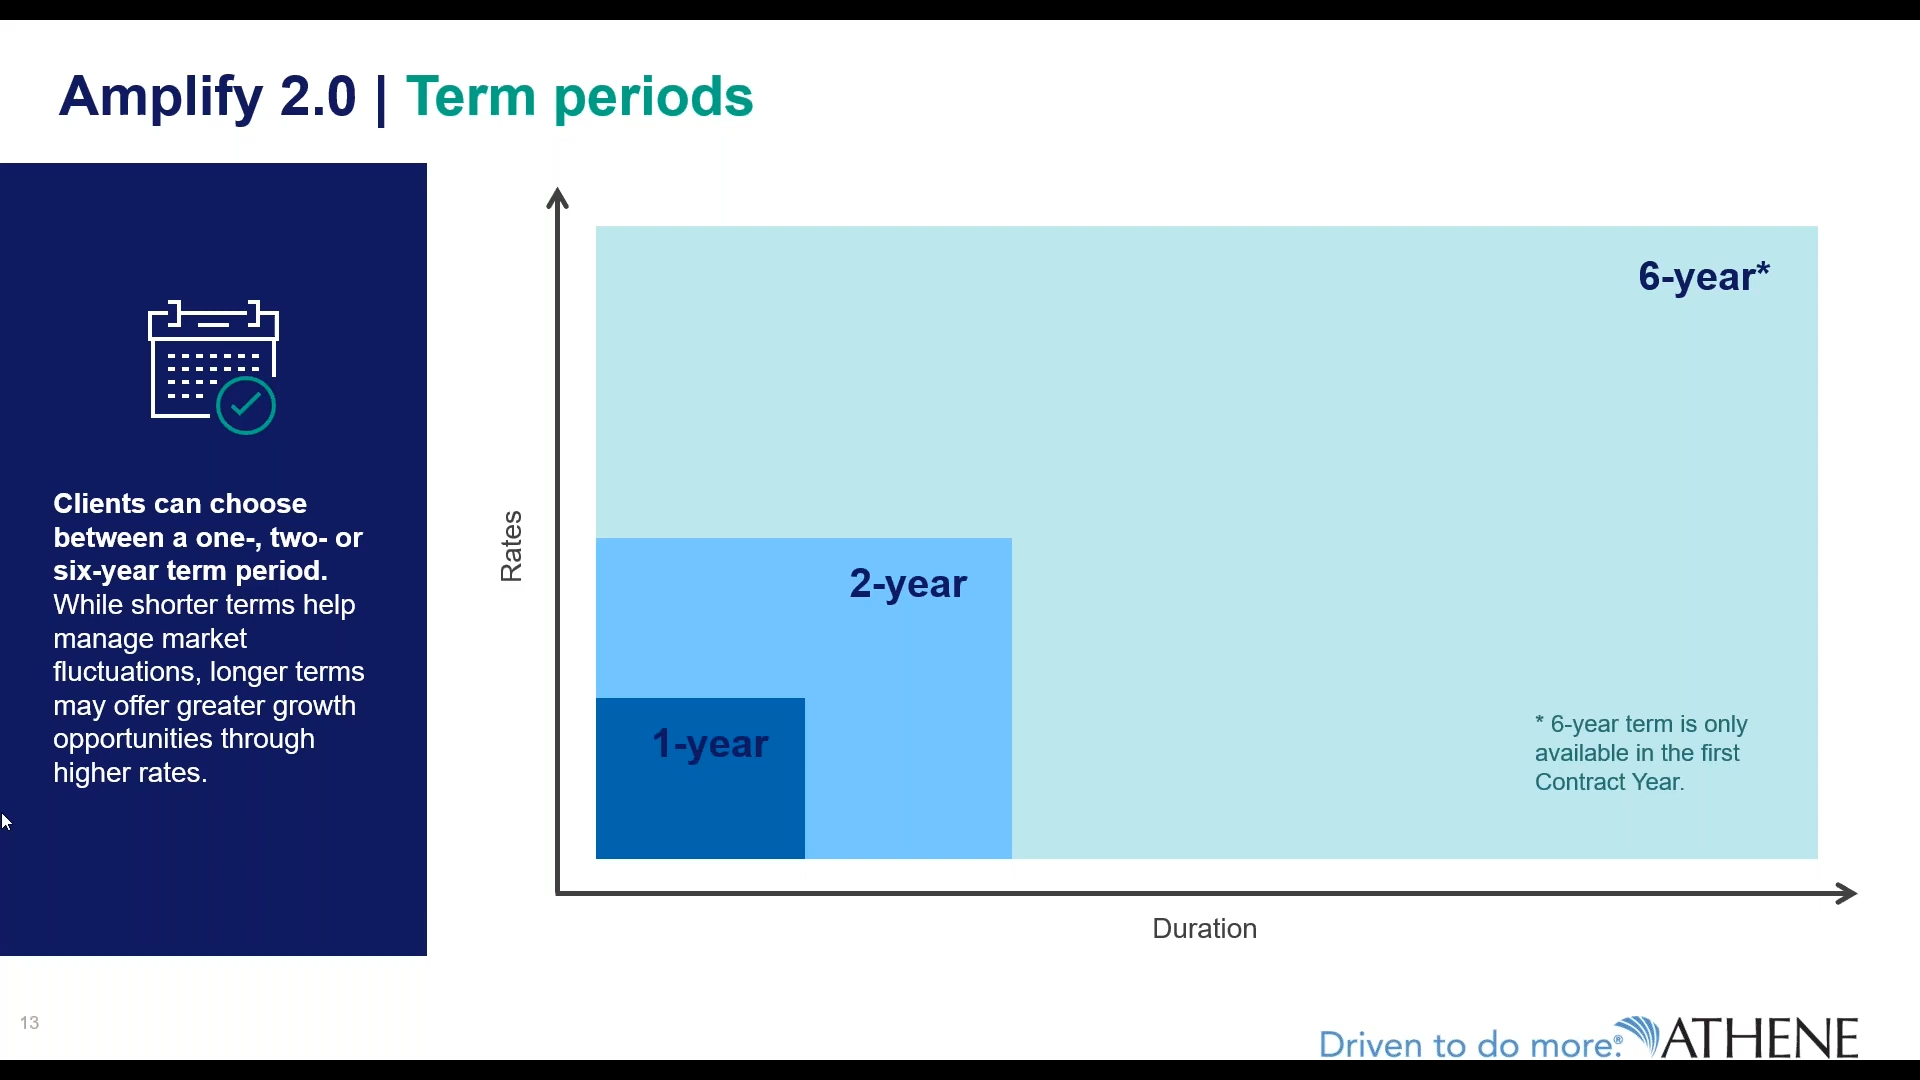 Amplify 2.0 | Term periods
Clients can choose
between a one-, two- or
six-year term period.
While shorter terms help
manage market
fluctuations, longer terms
may offer greater growth
opportunities through
higher rates.
Rates
6-year*
2-year
1-year
* 6-year term is only
available in the first
Contract Year.
Duration
13
Driven to do more.® ATHENE